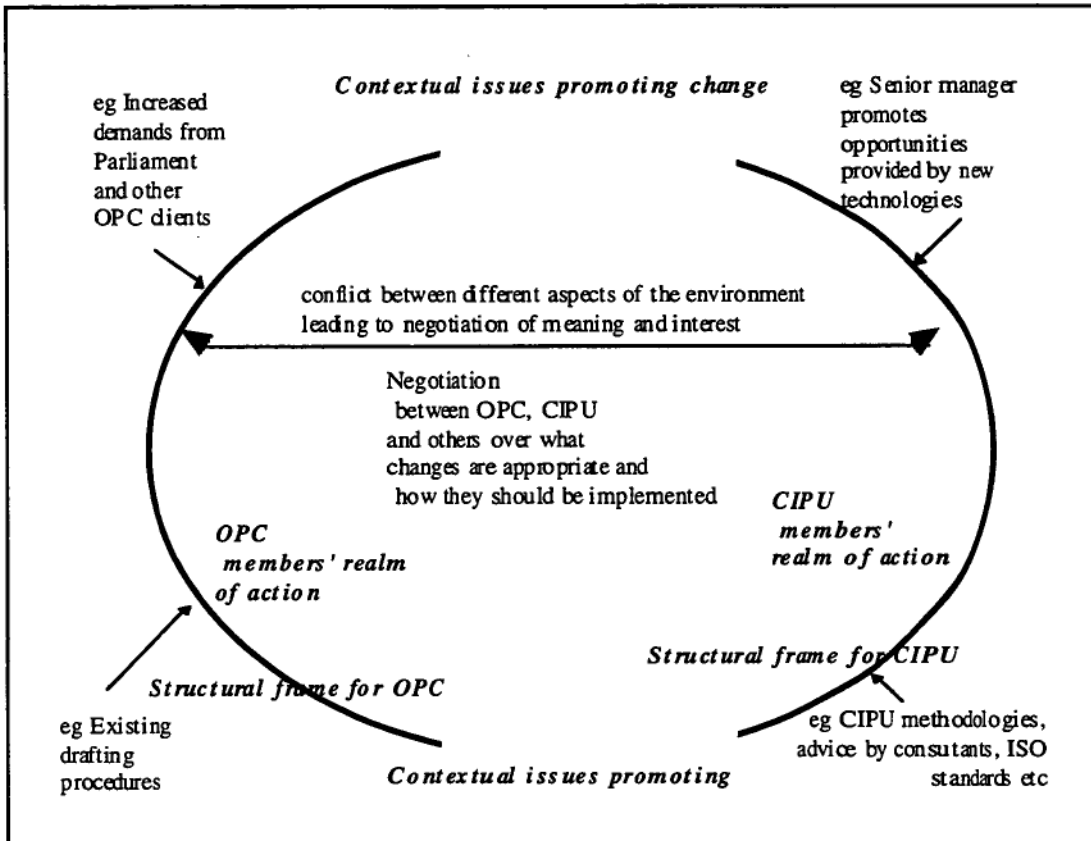 Contextual issues promoting change
eg Increased
demands from
Parliament
and other
OPC clients
eg Senior manager
promotes
opportunities
provided by new
technologies
conflict between different aspects of the environment
leading to negotiation of meaning and interest
Negotiation
between OPC, CIPU
and others over what
changes are appropriate and
how they should be implemented
OPC
members' realm
of action
CIPU
members'
realm of action
Structural frame for OPC
Structural frame for CIPU
eg Existing
drafting
procedures
Contextual issues promoting
eg CIPU methodologies,
advice by consutants, ISO
standards etc